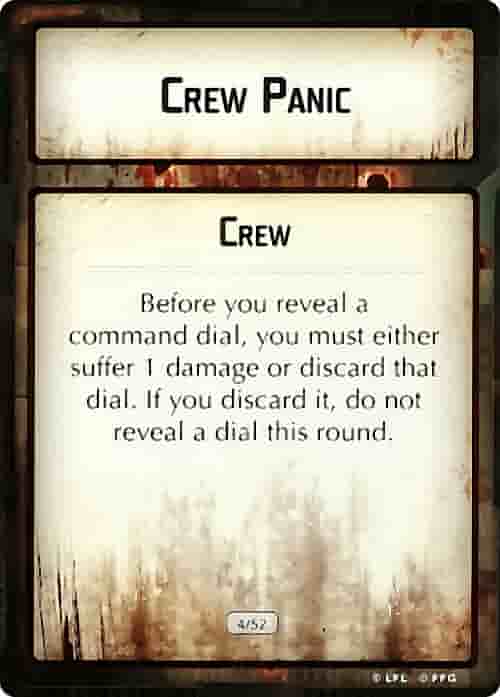 Crew Panic
Crew
Before you reveal a
command dial, you must either
suffer 1 damage or discard that
dial. If you discard it, do not
reveal a dial this round.
4/52
© LFL © FFG